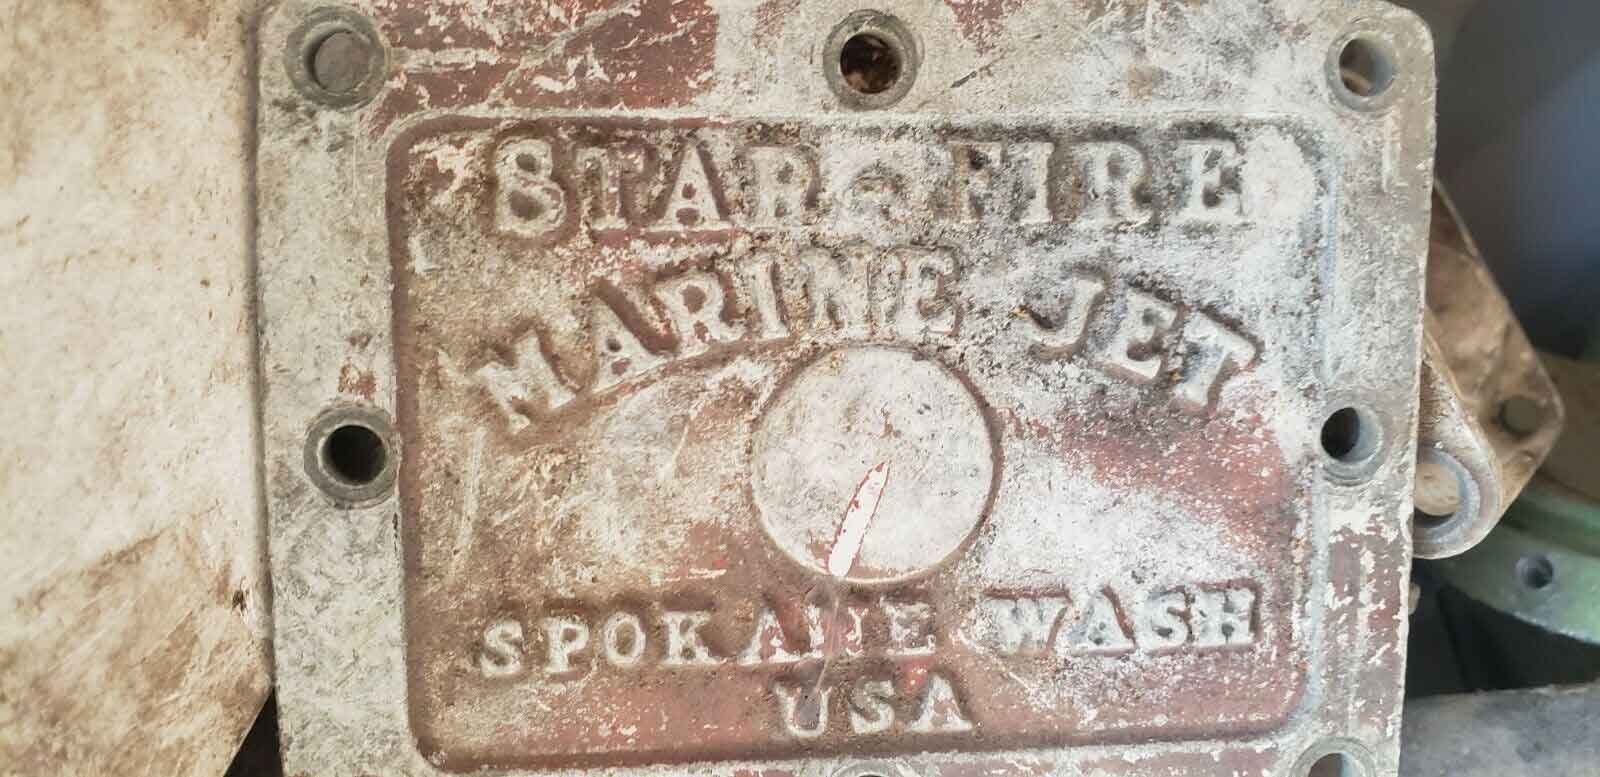 STAR-FIRE
MARINE JET
SPOKANE WASH
USA